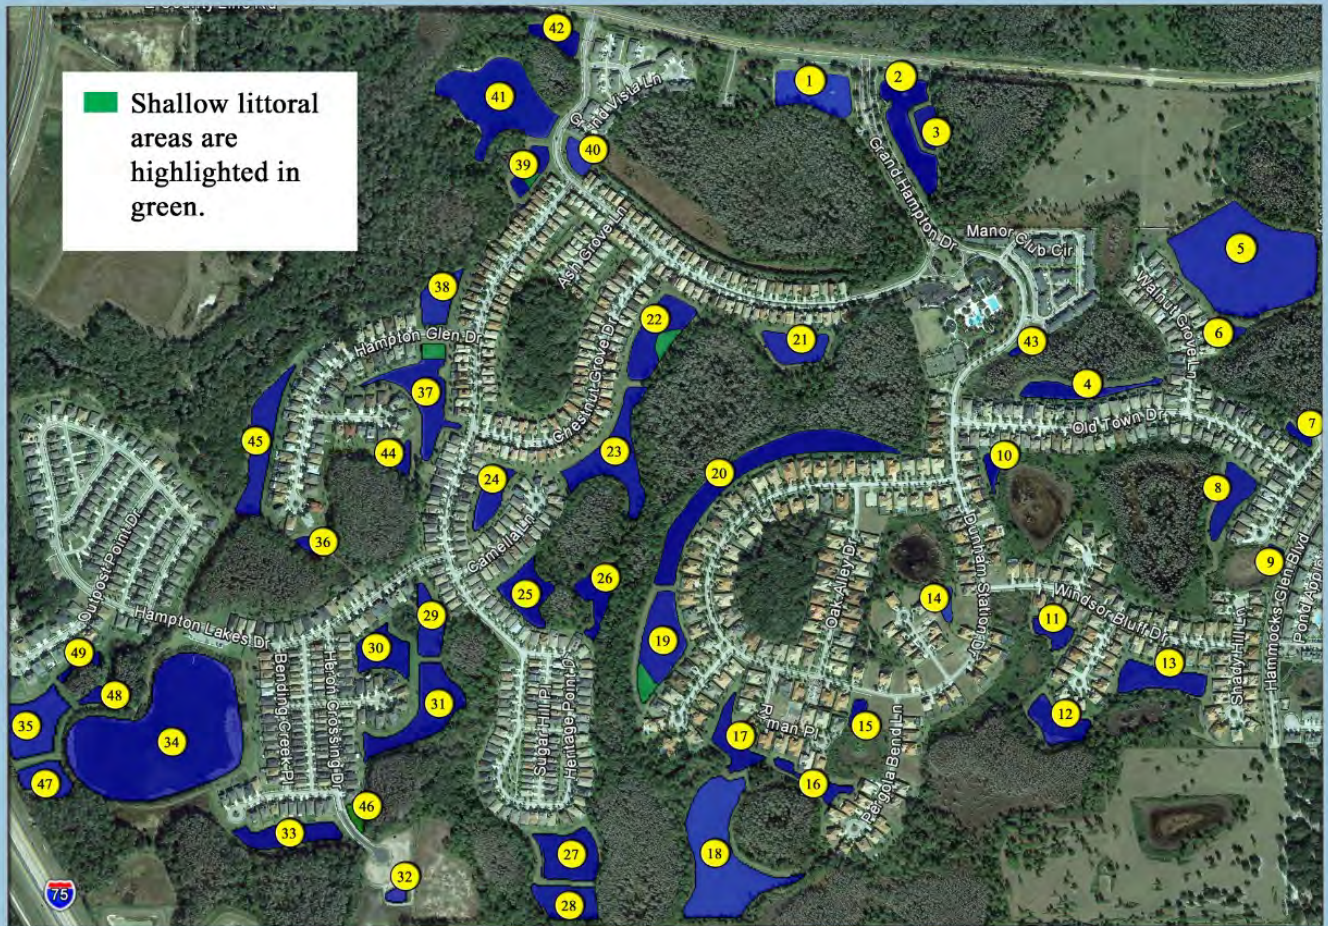 42
Shallow littoral
areas are
highlighted in
green.
41
1
2
3
Grand Vista Ln
40
39
Grand Hampton Dr
Ash Grove Ln
Manor Club Cir
5
Walnut Grove Ln
38
22
21
43
6
Hampton Glen Dr
Chestnut Grove Dr
37
4
Old Town Dr
7
45
44
23
20
10
8
24
36
Camella Ln
Outpost Point Dr
26
25
Oak Alley Dr
Dunham Station Dr
14
Windsor Bluff Dr
9
Hammocks Glen Blvd
Hampton Lakes Dr
29
11
Shady Hill Ln
49
30
19
13
48
Bending Creek Pl
Heron Crossing Dr
31
Sugar Hill Pl
Heritage Point Dr
35
34
17
15
12
Pergola Bend Ln
47
16
46
33
27
18
32
75
28